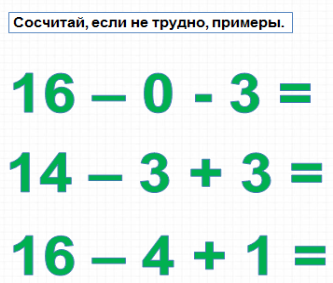 Сосчитай, если не трудно, примеры.
16 – 0 - 3 =
14 – 3 + 3 =
16 – 4 + 1 =